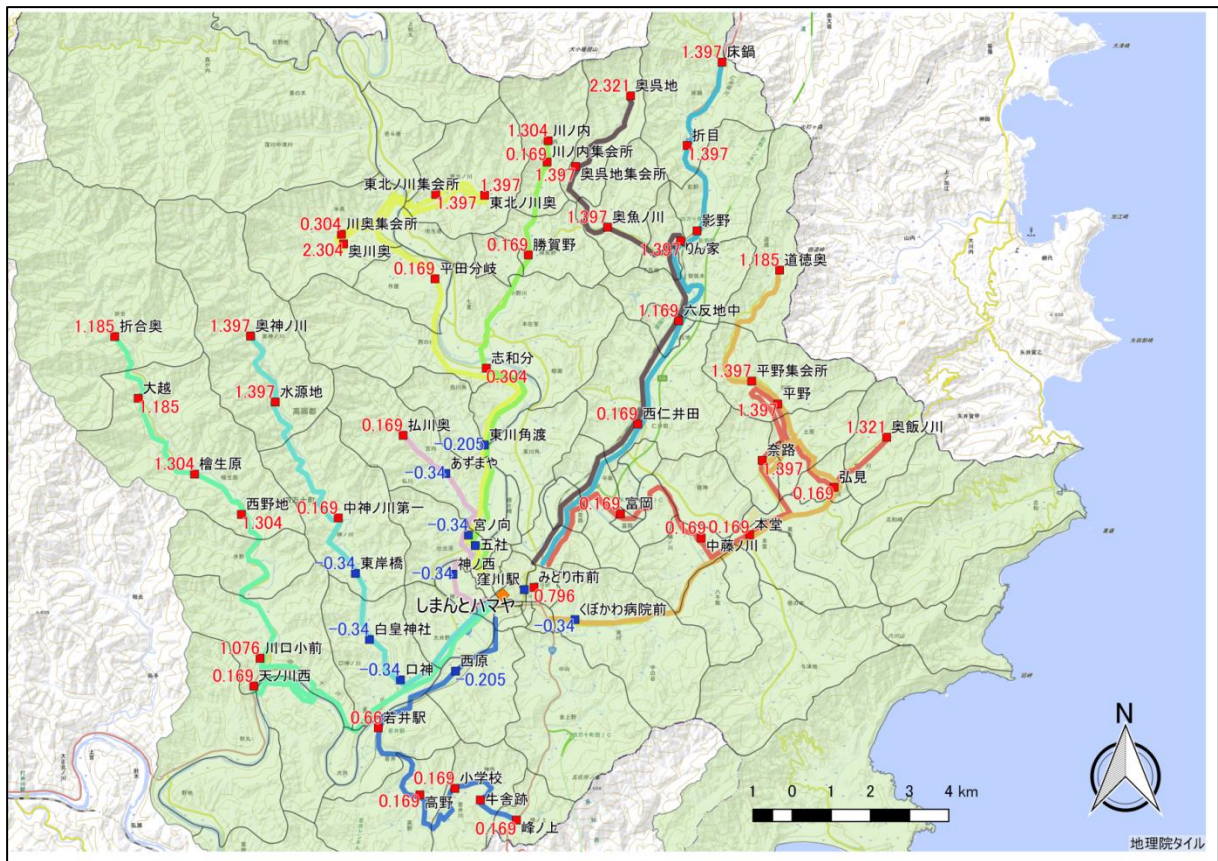 1.397 床鍋
2.321 奥呉地
1.304 川ノ内
0.169 川ノ内集会所
折目
1.397
奥呉地集会所
1.397
東北ノ川集会所
1.397
1.397
東北ノ川奥
1.397 奥魚ノ川
影野
1.397 りん家
0.304 川奥集会所
2.304 奥川奥
勝賀野
0.169
平田分岐
0.169
1.185 道徳奥
1.185 折合奥
1.397 奥神ノ川
1.169 六反地中
志和分
0.304
1.397 平野集会所
平野
1.397
大越
1.185
1.397 水源地
0.169 払川奥
-0.205 東川角渡
西仁井田
0.169
1.321 奥飯ノ川
あずまや
-0.34
奈路
1.397
弘見
0.169
檜生原
1.304
西野地
1.304
0.169 中神ノ川第一
富岡
0.169
-0.34 宮ノ向
五社
本堂
0.169
中藤ノ川
0.169
東岸橋
-0.34
神ノ西
-0.34
窪川駅
みどり市前
0.796
しまんとハマヤ
くぼかわ病院前
-0.34
白皇神社
-0.34
川口小前
1.076
天ノ川西
0.169
口神
-0.34
西原
-0.205
0.66 若井駅
小学校
0.169
高野
0.169
牛舎跡
峰ノ上
0.169
N
1 0 1 2 3 4 km
地理院タイル